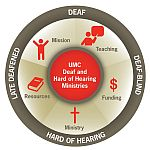 DEAF
LATE DEAFENED
DEAF-BLIND
HARD OF HEARING
Mission
Teaching
UMC
Deaf and
Hard of Hearing
Ministries
Resources
$
Funding
Ministry